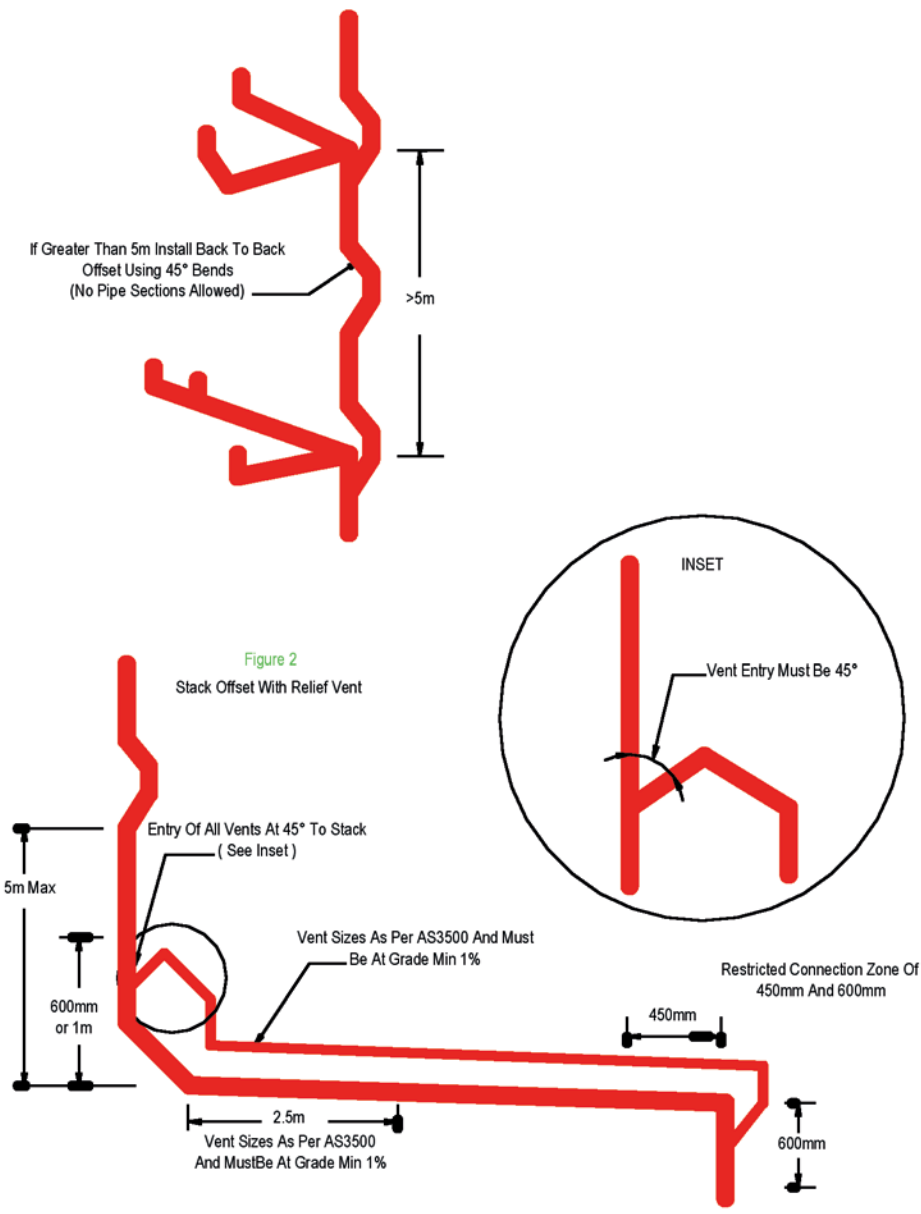 If Greater Than 5m Install Back To Back
Offset Using 45° Bends
(No Pipe Sections Allowed)
>5m
INSET
Vent Entry Must Be 45°
Figure 2
Stack Offset With Relief Vent
Entry Of All Vents At 45° To Stack
( See Inset )
5m Max
600mm
or 1m
Vent Sizes As Per AS3500 And Must
Be At Grade Min 1%
Restricted Connection Zone Of
450mm And 600mm
450mm
2.5m
Vent Sizes As Per AS3500
And MustBe At Grade Min 1%
600mm